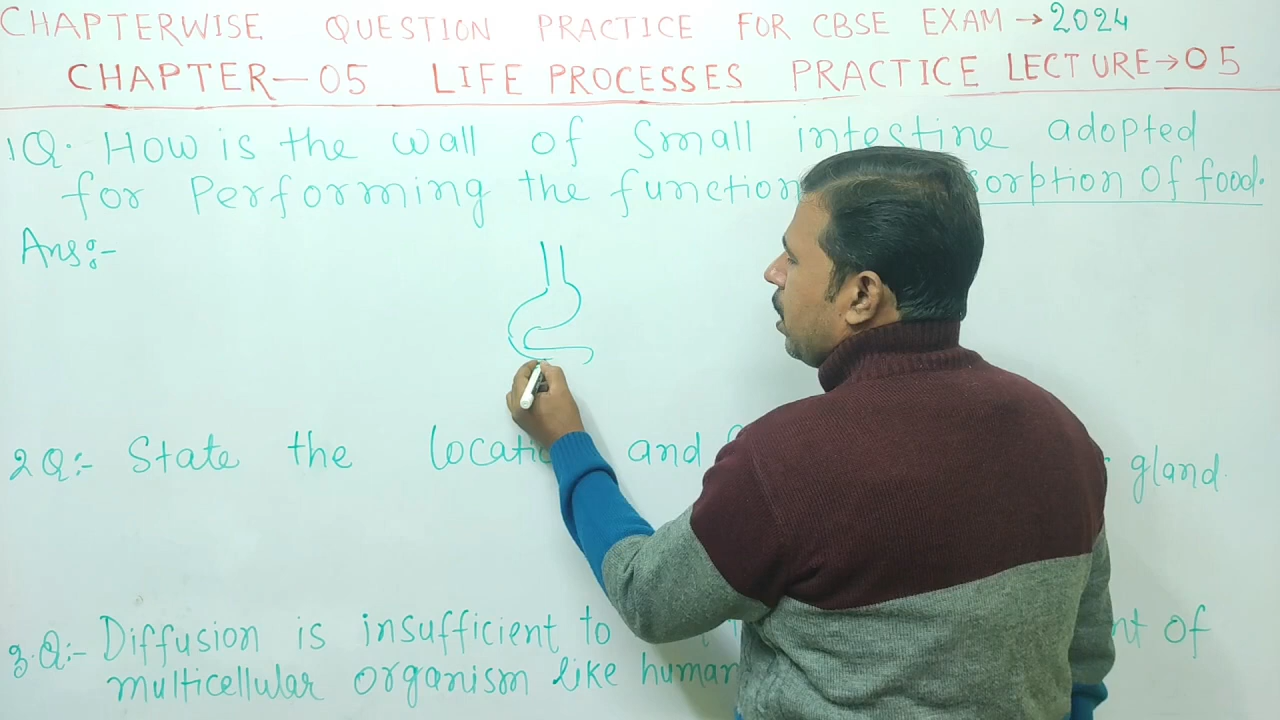 CHAPTERWISE QUESTION PRACTICE FOR CBSE EXAM → 2024
CHAPTER—05 LIFE PROCESSES PRACTICE LECTURE→05
1Q. How is the wall of small intestine adopted
for Performing the function sorption of food.
Ans:-
2Q:- State the locatio and gland.
3.Q:- Diffusion is insufficient to nt of
multicellular organism like human